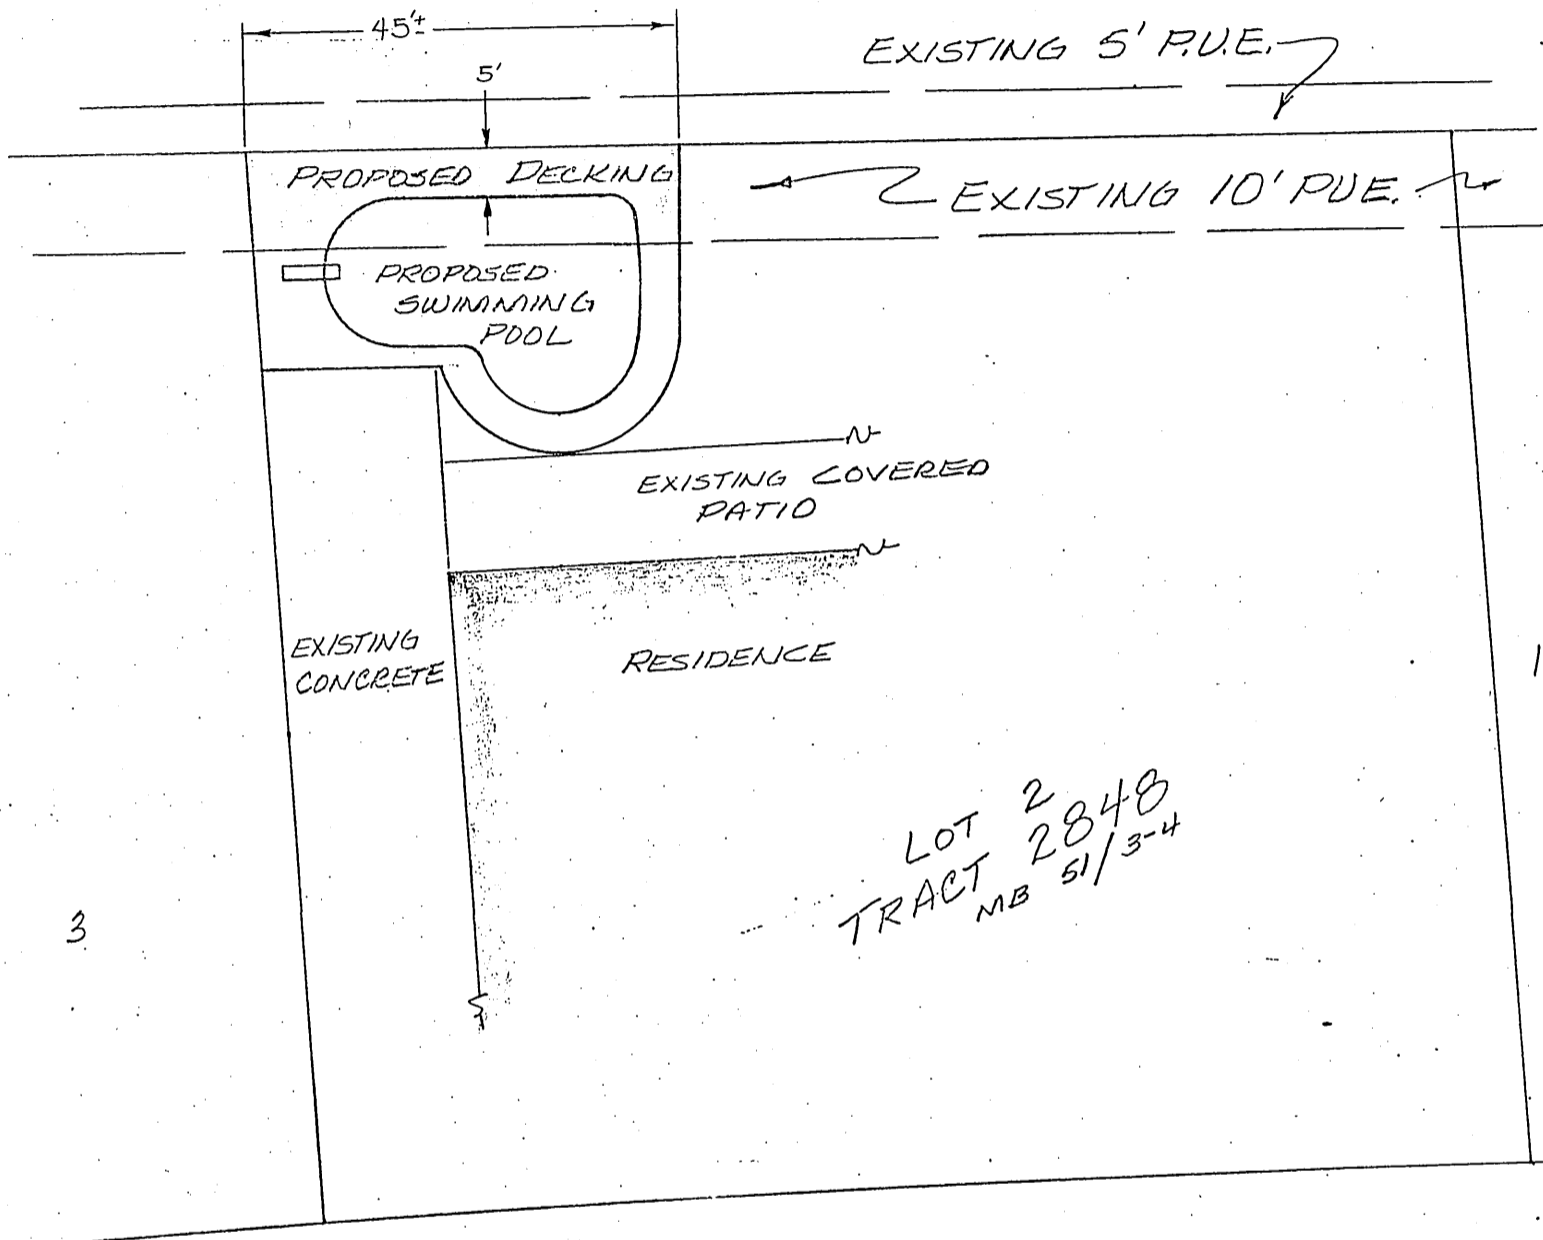 45'±
EXISTING 5' P.U.E.
5'
PROPOSED DECKING
EXISTING 10' PUE.
PROPOSED
SWIMMING
POOL
EXISTING COVERED
PATIO
EXISTING
CONCRETE
RESIDENCE
1
LOT 2
TRACT 2848
MB 51/3-4
3